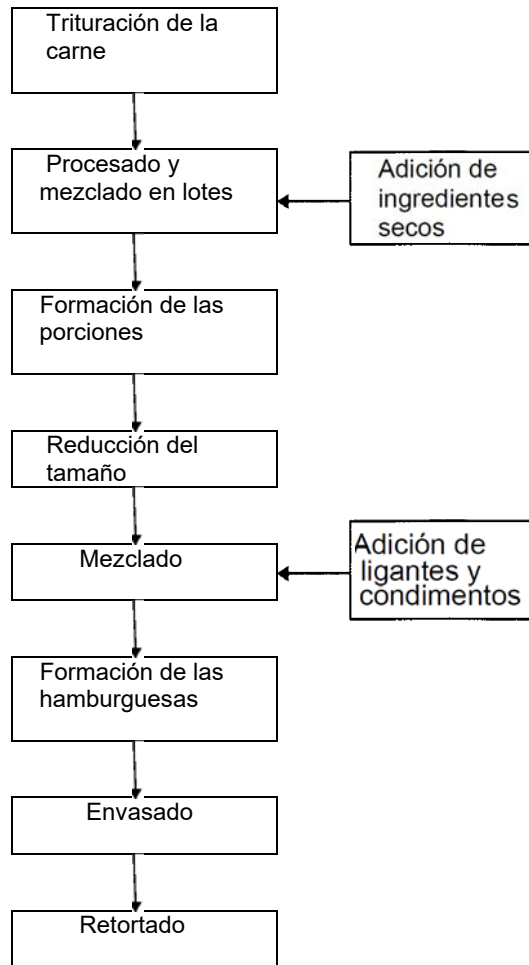 Trituración de la
carne
Procesado y
mezclado en lotes
Adición de
ingredientes
secos
Formación de las
porciones
Reducción del
tamaño
Mezclado
Adición de
ligantes y
condimentos
Formación de las
hamburguesas
Envasado
Retortado